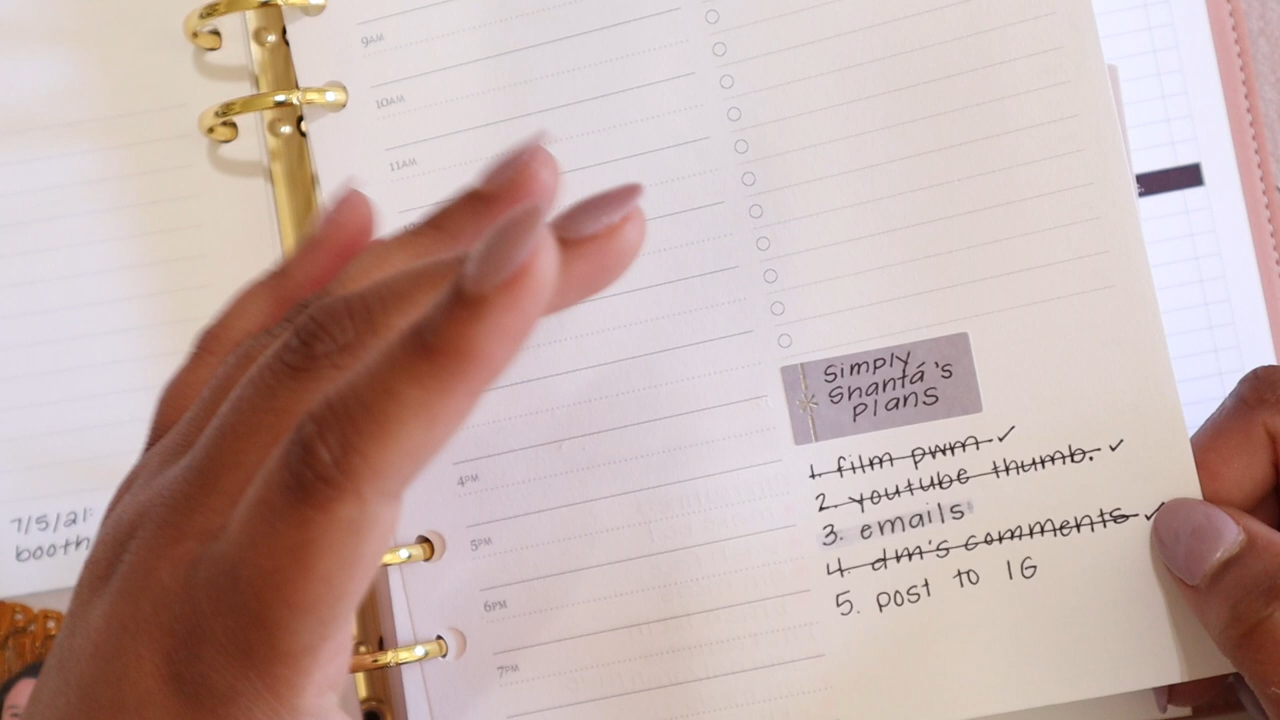 9AM
10AM
11AM
4PM
5PM
6PM
7PM
Simply
Shantá's
Plans
1. film pwm ✓
2. youtube thumb. ✓
3. emails
4. dm's comments ✓
5. post to IG
7/5/21:
booth